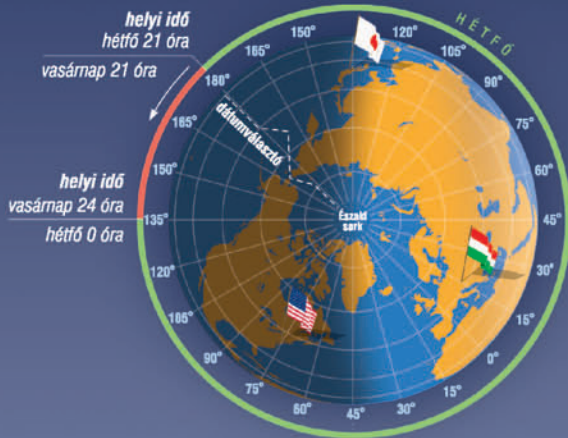 helyi idő
hétfő 21 óra
vasárnap 21 óra
helyi idő
vasárnap 24 óra
hétfő 0 óra
HÉTFŐ
dátumválasztó
Északi
sark
180°
165°
150°
120°
105°
90°
75°
60°
45°
30°
15°
0°
15°
30°
45°
60°
75°
90°
105°
120°
135°
150°
165°